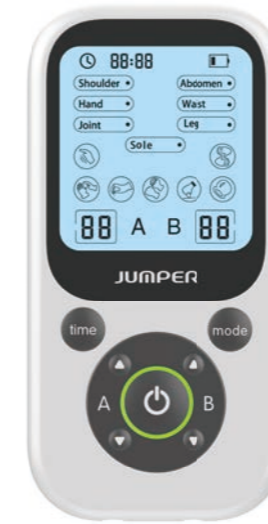 88:88
Shoulder • Abdomen •
Hand • Wast •
Joint • Leg •
Sole •
88 A B 88
JUMPER
time mode
A B